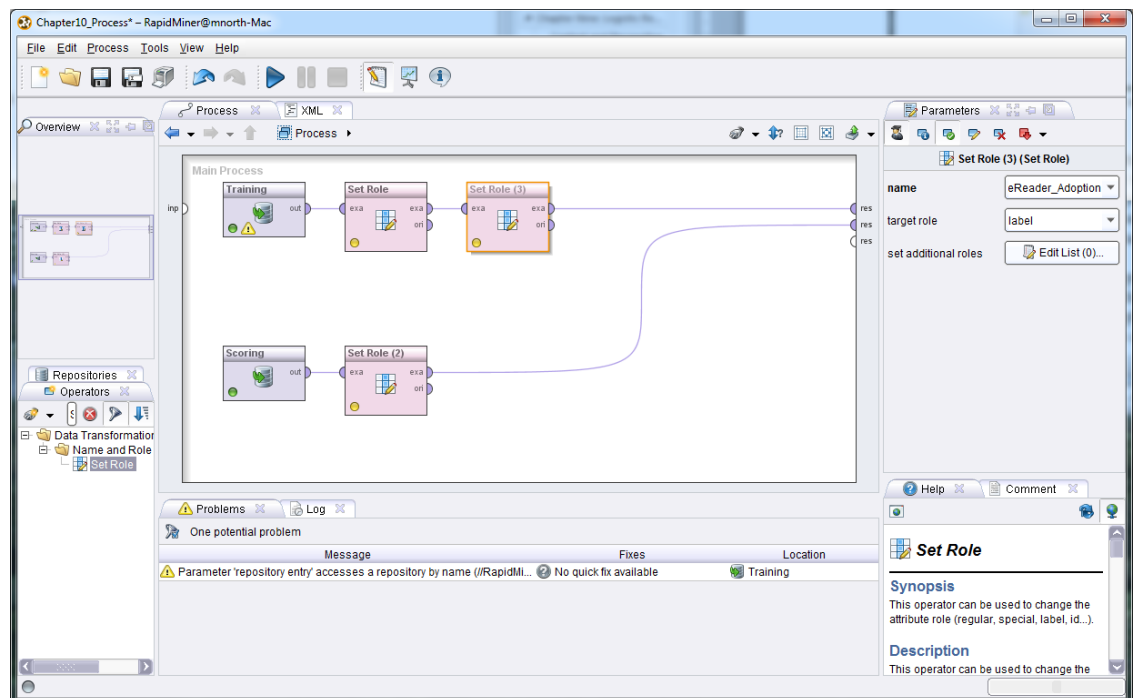 Chapter10_Process* – RapidMiner@mnorth-Mac
File Edit Process Tools View Help
Overview
Process XML
Process
Parameters
Set Role (3) (Set Role)
name eReader_Adoption
target role label
set additional roles Edit List (0)...
Main Process
inp
Training
out
Set Role
exa exa
ori
Set Role (3)
exa exa
ori
res
res
res
Scoring
out
Set Role (2)
exa exa
ori
Repositories
Operators
Data Transformation
Name and Role
Set Role
Problems Log
One potential problem
Message Fixes Location
Parameter 'repository entry' accesses a repository by name (//RapidMi... No quick fix available Training
Help Comment
Set Role
Synopsis
This operator can be used to change the
attribute role (regular, special, label, id...).
Description
This operator can be used to change the